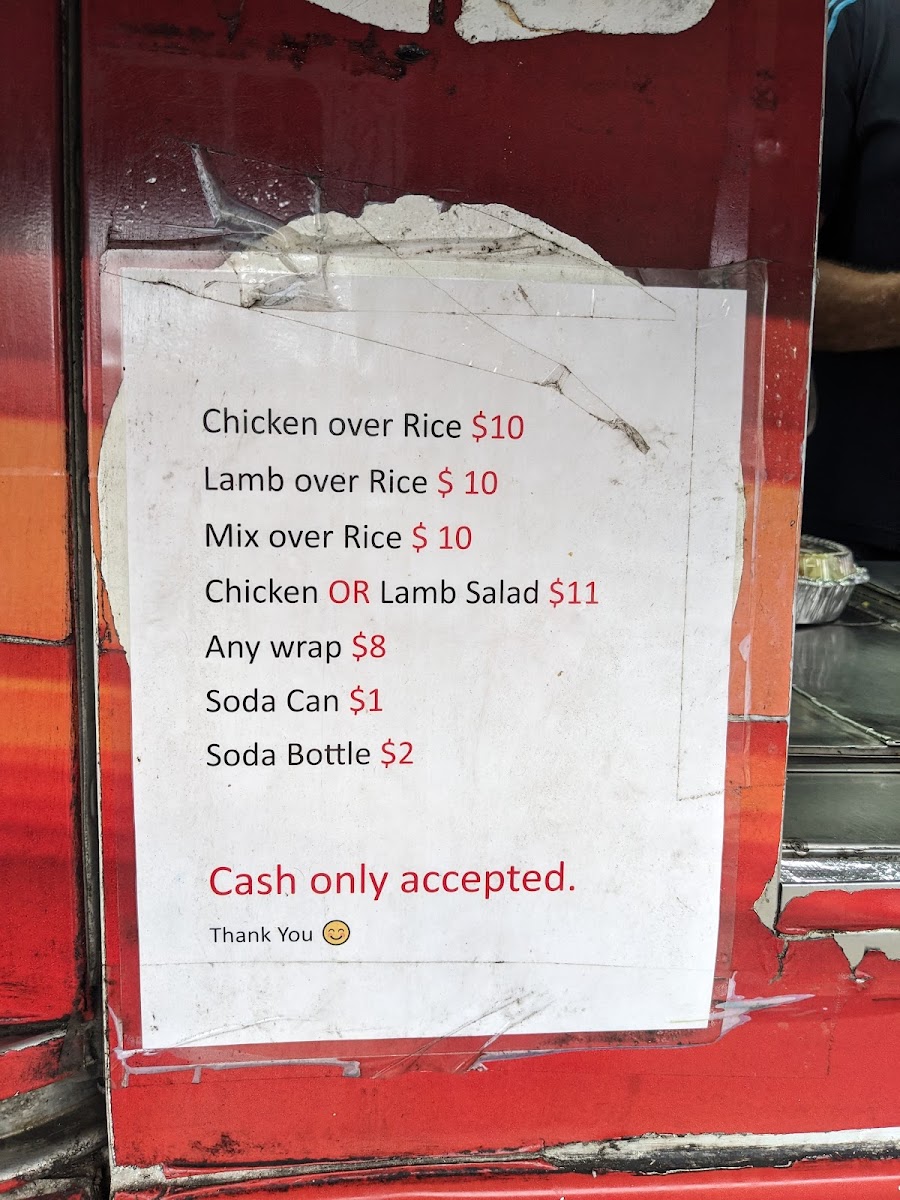 Chicken over Rice $10
Lamb over Rice $ 10
Mix over Rice $ 10
Chicken OR Lamb Salad $11
Any wrap $8
Soda Can $1
Soda Bottle $2
Cash only accepted.
Thank You 😊